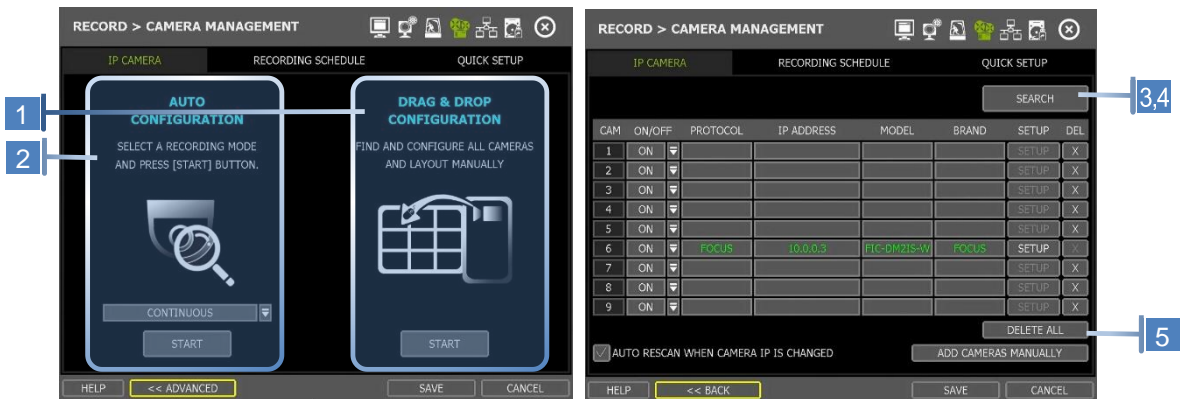 RECORD > CAMERA MANAGEMENT
IP CAMERA RECORDING SCHEDULE QUICK SETUP
1
2
AUTO
CONFIGURATION
SELECT A RECORDING MODE
AND PRESS [START] BUTTON.
CONTINUOUS
START
DRAG & DROP
CONFIGURATION
FIND AND CONFIGURE ALL CAMERAS
AND LAYOUT MANUALLY
START
HELP << ADVANCED SAVE CANCEL
RECORD > CAMERA MANAGEMENT
IP CAMERA RECORDING SCHEDULE QUICK SETUP
SEARCH
3,4
CAM ON/OFF PROTOCOL IP ADDRESS MODEL BRAND SETUP DEL
1 ON SETUP X
2 ON SETUP X
3 ON SETUP X
4 ON SETUP X
5 ON SETUP X
6 ON FOCUS 10.0.0.3 FIC-DM2IS-W FOCUS SETUP X
7 ON SETUP X
8 ON SETUP X
9 ON SETUP X
DELETE ALL
5
AUTO RESCAN WHEN CAMERA IP IS CHANGED ADD CAMERAS MANUALLY
HELP << BACK SAVE CANCEL